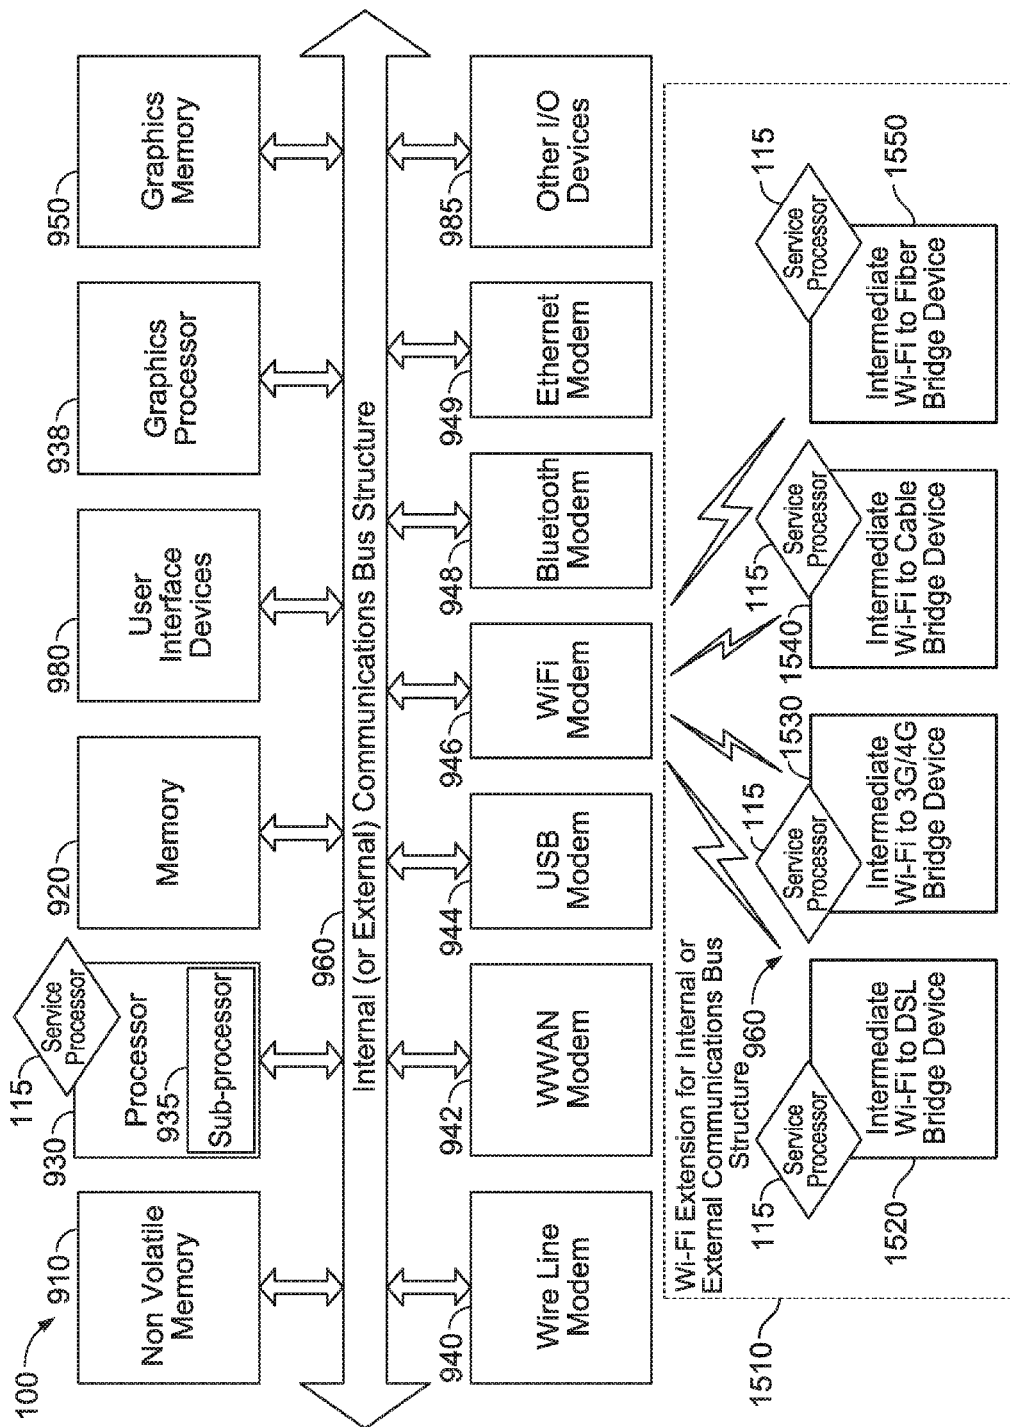 100
910
Non Volatile
Memory
930
115
Service
Processor
Processor
935
Sub-processor
920
Memory
980
User
Interface
Devices
938
Graphics
Processor
950
Graphics
Memory
960
Internal (or External) Communications Bus Structure
940
Wire Line
Modem
942
WWAN
Modem
944
USB
Modem
946
WiFi
Modem
948
Bluetooth
Modem
949
Ethernet
Modem
985
Other I/O
Devices
1510
Wi-Fi Extension for Internal or
External Communications Bus
Structure
960
115
Service
Processor
1520
Intermediate
Wi-Fi to DSL
Bridge Device
115
Service
Processor
1530
Intermediate
Wi-Fi to 3G/4G
Bridge Device
115
Service
Processor
1540
Intermediate
Wi-Fi to Cable
Bridge Device
115
Service
Processor
1550
Intermediate
Wi-Fi to Fiber
Bridge Device